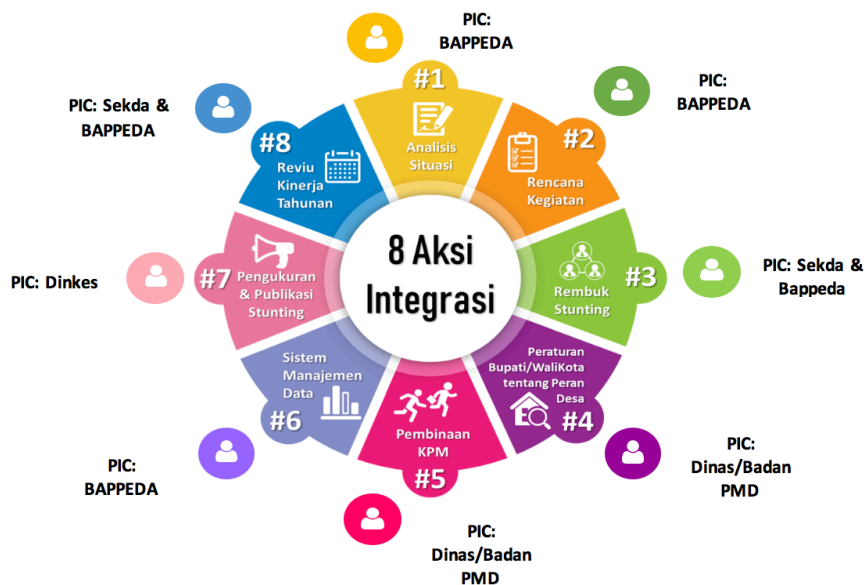 PIC:
BAPPEDA
#1
Analisis
Situasi
PIC:
BAPPEDA
#2
Rencana
Kegiatan
PIC: Sekda &
Bappeda
#3
Rembuk
Stunting
PIC:
Dinas/Badan
PMD
Peraturan
Bupati/WaliKota
tentang Peran
Desa
#4
PIC:
Dinas/Badan
PMD
Pembinaan
KPM
#5
PIC:
BAPPEDA
Sistem
Manajemen
Data
#6
PIC: Dinkes
#7
Pengukuran
& Publikasi
Stunting
PIC: Sekda &
BAPPEDA
#8
Reviu
Kinerja
Tahunan
8 Aksi
Integrasi